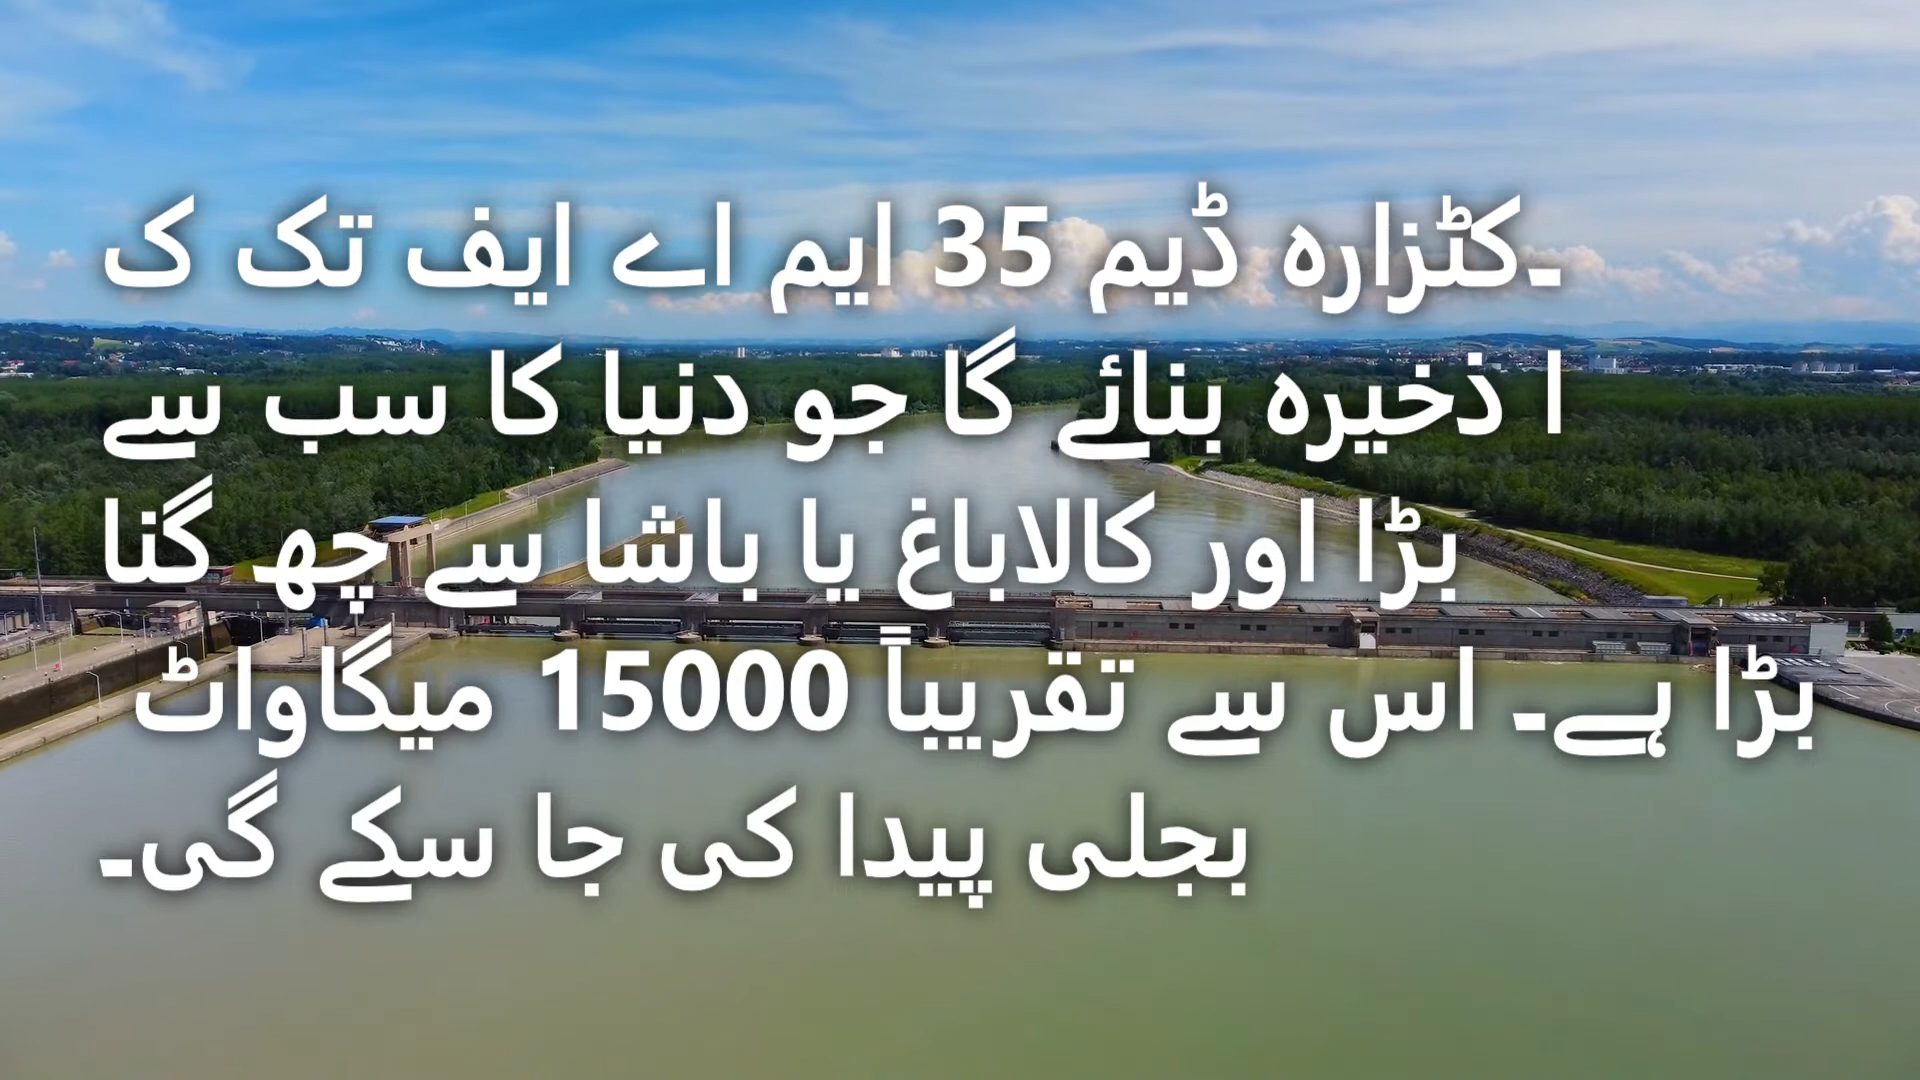 ۔کٹزارہ ڈیم 35 ایم اے ایف تک ک
ا ذخیرہ بنائے گا جو دنیا کا سب سے
بڑا اور کالاباغ یا باشا سے چھ گنا
بڑا ہے۔ اس سے تقریباً 15000 میگاواٹ
بجلی پیدا کی جا سکے گی۔